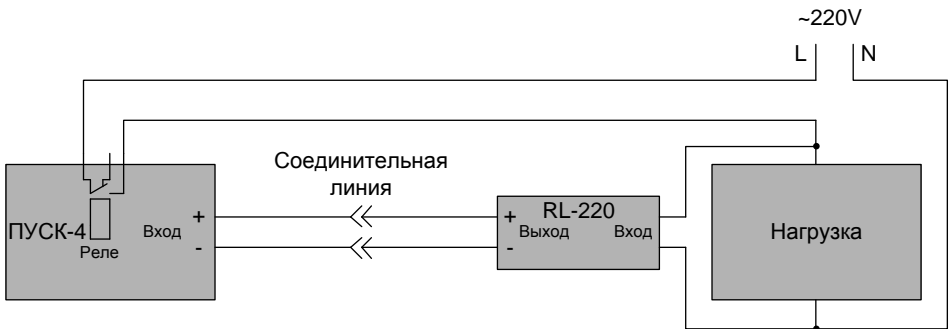 ~220V
L N
Соединительная
линия
ПУСК-4
Реле
Вход
+
-
RL-220
+
-
Выход
Вход
Нагрузка